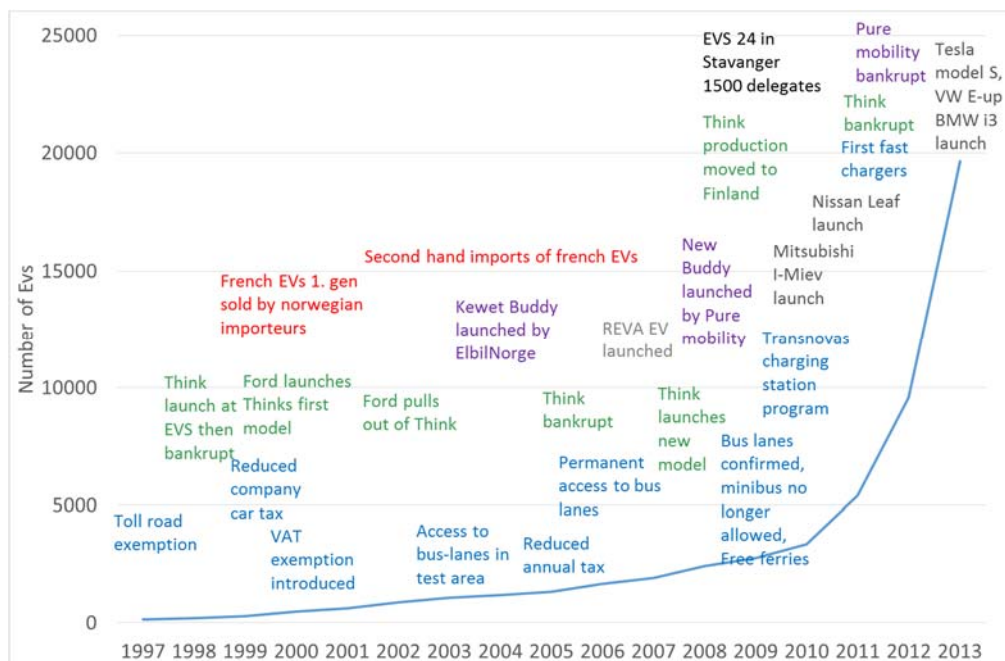 25000
20000
15000
10000
5000
0
Number of Evs
EVS 24 in
Stavanger
1500 delegates
Pure
mobility
bankrupt
Tesla
model S,
VW E-up
BMW i3
launch
Think
production
moved to
Finland
Think
bankrupt
First fast
chargers
Nissan Leaf
launch
Mitsubishi
I-Miev
launch
Second hand imports of french EVs
French EVs 1. gen
sold by norwegian
importeurs
Kewet Buddy
launched by
ElbilNorge
REVA EV
launched
New
Buddy
launched
by Pure
mobility
Transnovas
charging
station
program
Think
launch at
EVS then
bankrupt
Ford launches
Thinks first
model
Ford pulls
out of Think
Think
bankrupt
Think
launches
new
model
Bus lanes
confirmed,
minibus no
longer
allowed,
Free ferries
Toll road
exemption
Reduced
company
car tax
VAT
exemption
introduced
Access to
bus-lanes in
test area
Permanent
access to bus
lanes
Reduced
annual tax
1997 1998 1999 2000 2001 2002 2003 2004 2005 2006 2007 2008 2009 2010 2011 2012 2013